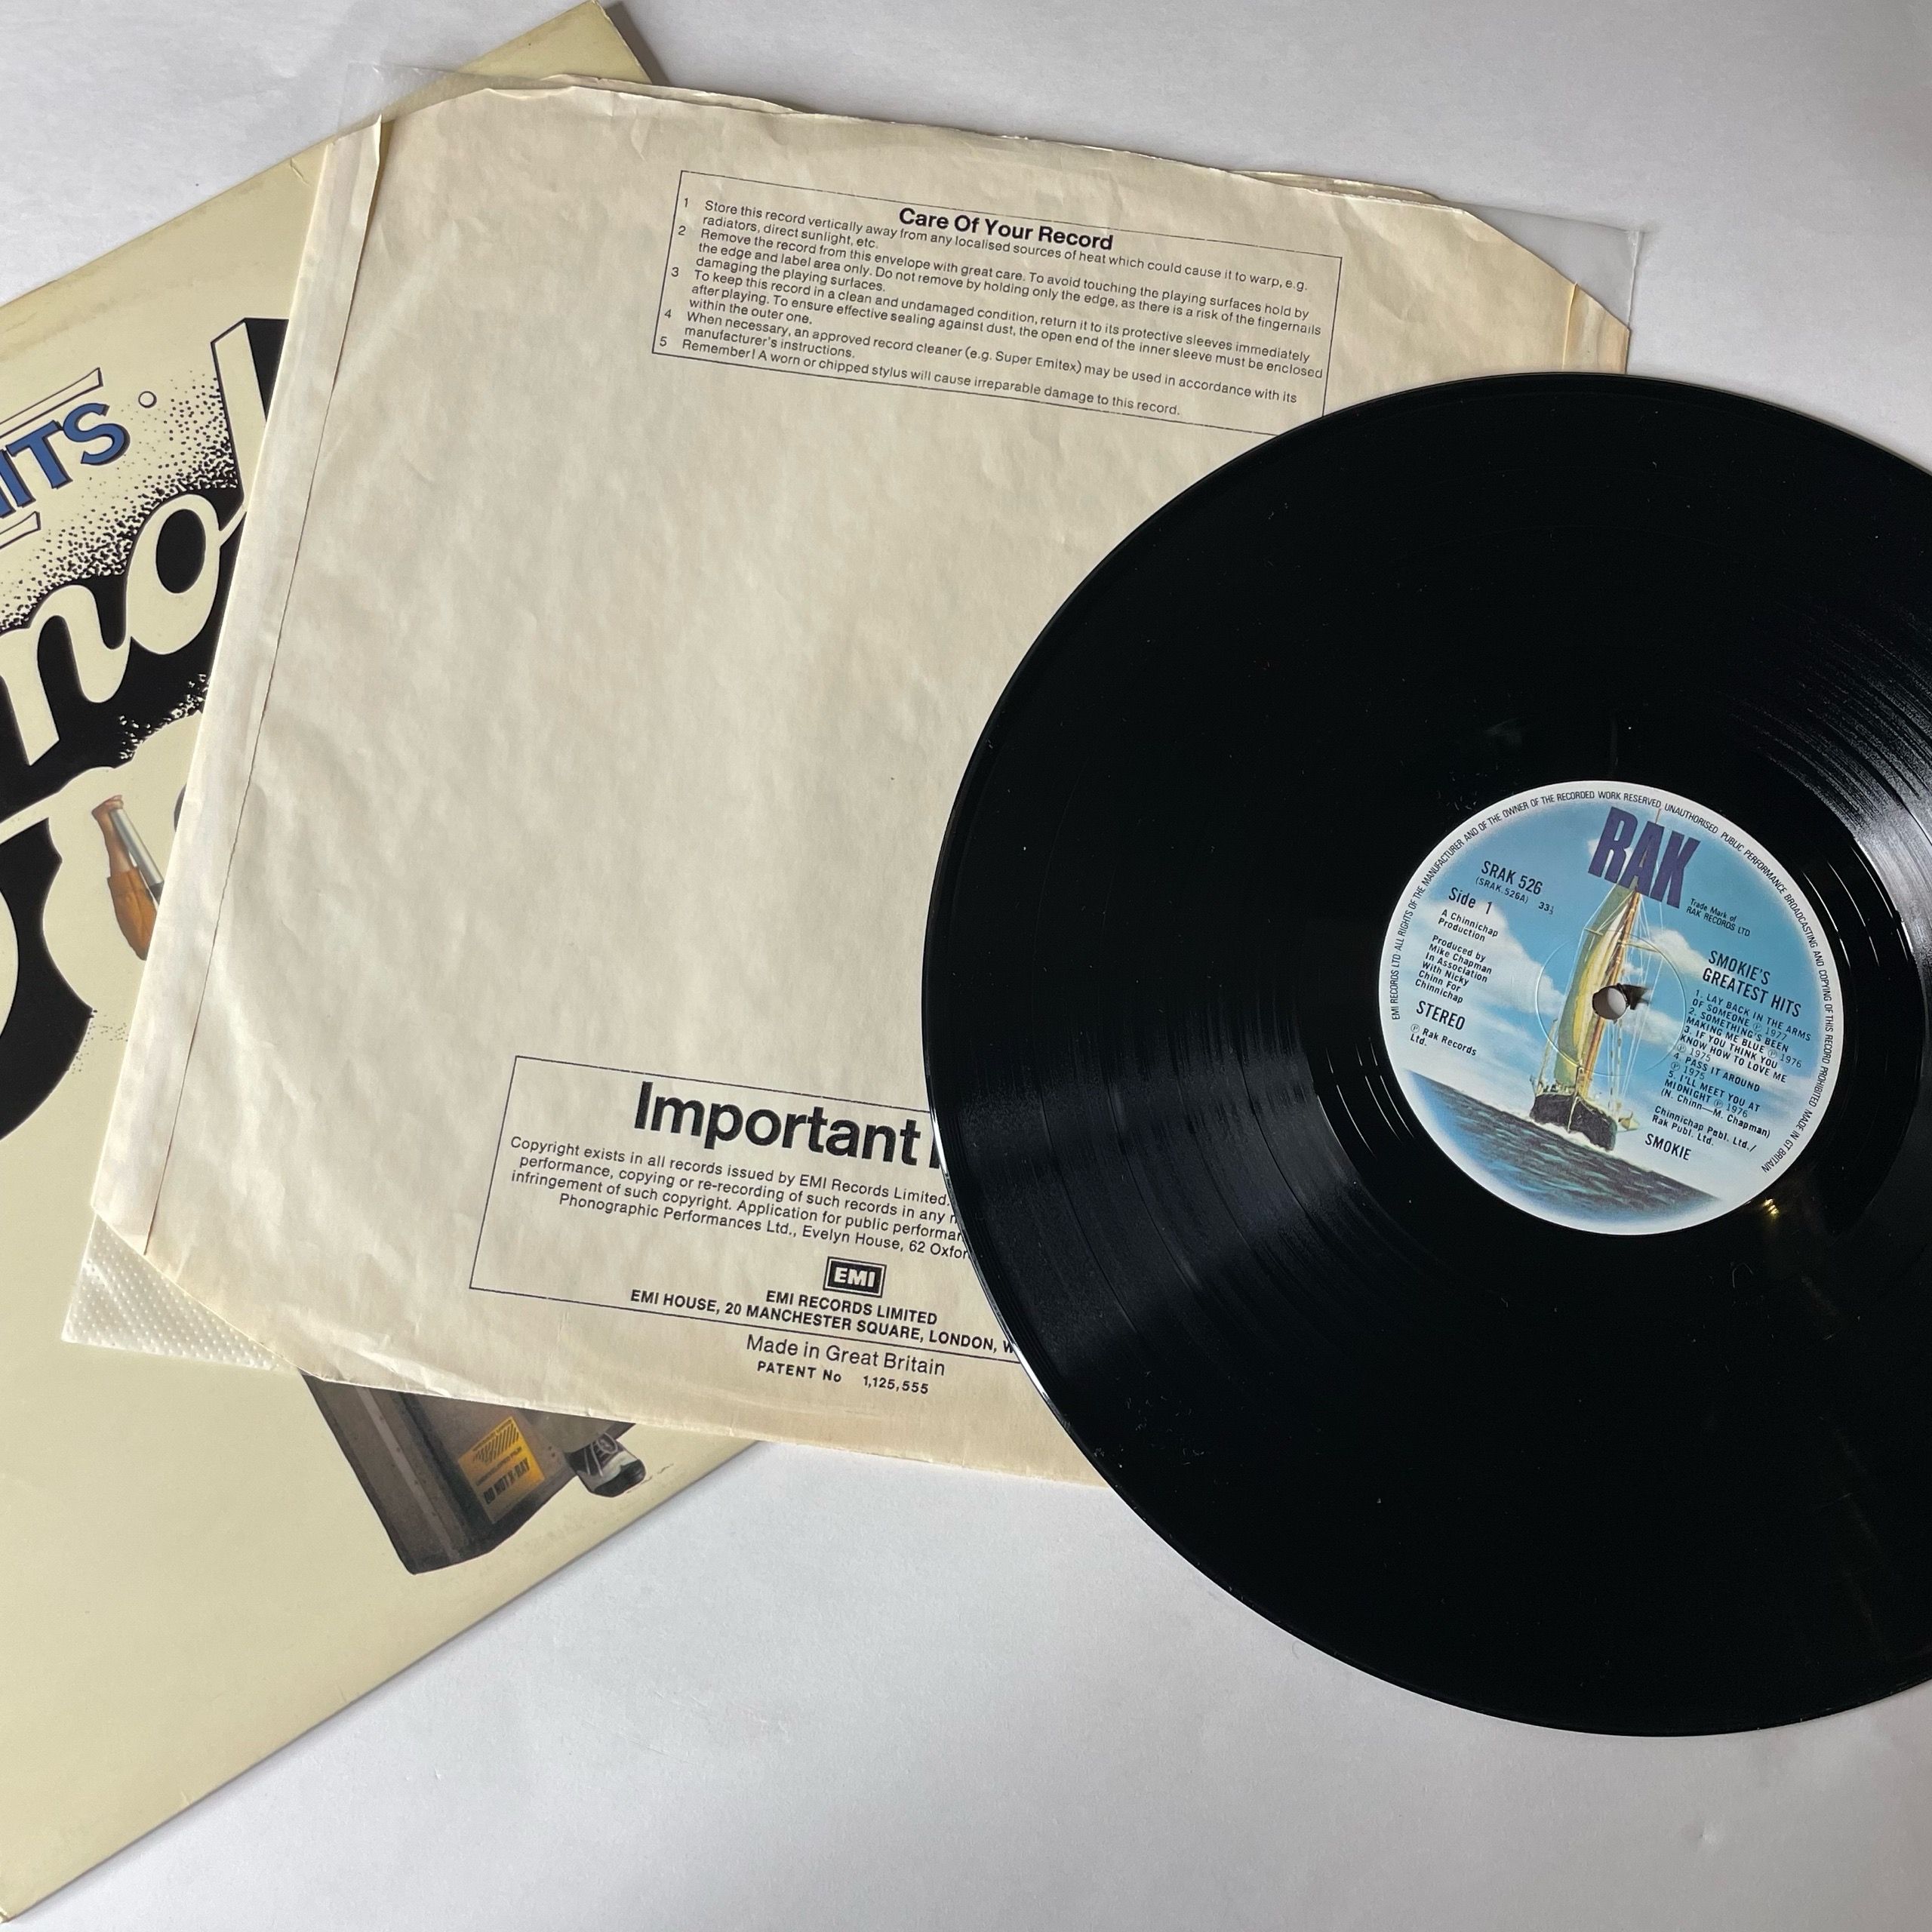 HITS
Care Of Your Record
1 Store this record vertically away from any localised sources of heat which could cause it to warp, e.g.
radiators, direct sunlight, etc.
2 Remove the record from this envelope with great care. To avoid touching the playing surfaces hold by
the edge and label area only. Do not remove by holding only the edge, as there is a risk of the fingernails
damaging the playing surfaces.
3 To keep this record in a clean and undamaged condition, return it to its protective sleeves immediately
after playing. To ensure effective sealing against dust, the open end of the inner sleeve must be enclosed
within the outer one.
4 When necessary, an approved record cleaner (e.g. Super Emitex) may be used in accordance with its
manufacturer's instructions.
5 Remember! A worn or chipped stylus will cause irreparable damage to this record.
Important
Copyright exists in all records issued by EMI Records Limited.
performance, copying or re-recording of such records in any
infringement of such copyright. Application for public
Phonographic Performances Ltd., Evelyn House, 62
EMI
EMI RECORDS LIMITED
EMI HOUSE, 20 MANCHESTER SQUARE, LONDON, W
Made in Great Britain
PATENT No 1,125,555
DO NOT X-RAY
EMI RECORDS LTD ALL RIGHTS OF THE MANUFACTURER AND OF THE OWNER OF THE RECORDED WORK RESERVED UNAUTHORISED PUBLIC PERFORMANCE BROADCASTING AND COPYING OF THIS RECORD PROHIBITED MADE IN GT BRITAIN
RAK
Trade Mark of
RAK RECORDS LTD
SRAK 526
(SRAK.526A) 33⅓
Side 1
A Chinnichap
Production
Produced by
Mike Chapman
In Association
With Nicky
Chinn For
Chinnichap
STEREO
℗ Rak Records
Ltd.
SMOKIE'S
GREATEST HITS
1. LAY BACK IN THE ARMS
OF SOMEONE ℗ 1977
2. SOMETHING'S BEEN
MAKING ME BLUE ℗ 1976
3. IF YOU THINK YOU
KNOW HOW TO LOVE ME
℗ 1975
4. PASS IT AROUND
℗ 1975
5. I'LL MEET YOU AT
MIDNIGHT ℗ 1976
(N. Chinn—M. Chapman)
Chinnichap Publ. Ltd./
Rak Publ. Ltd.
SMOKIE